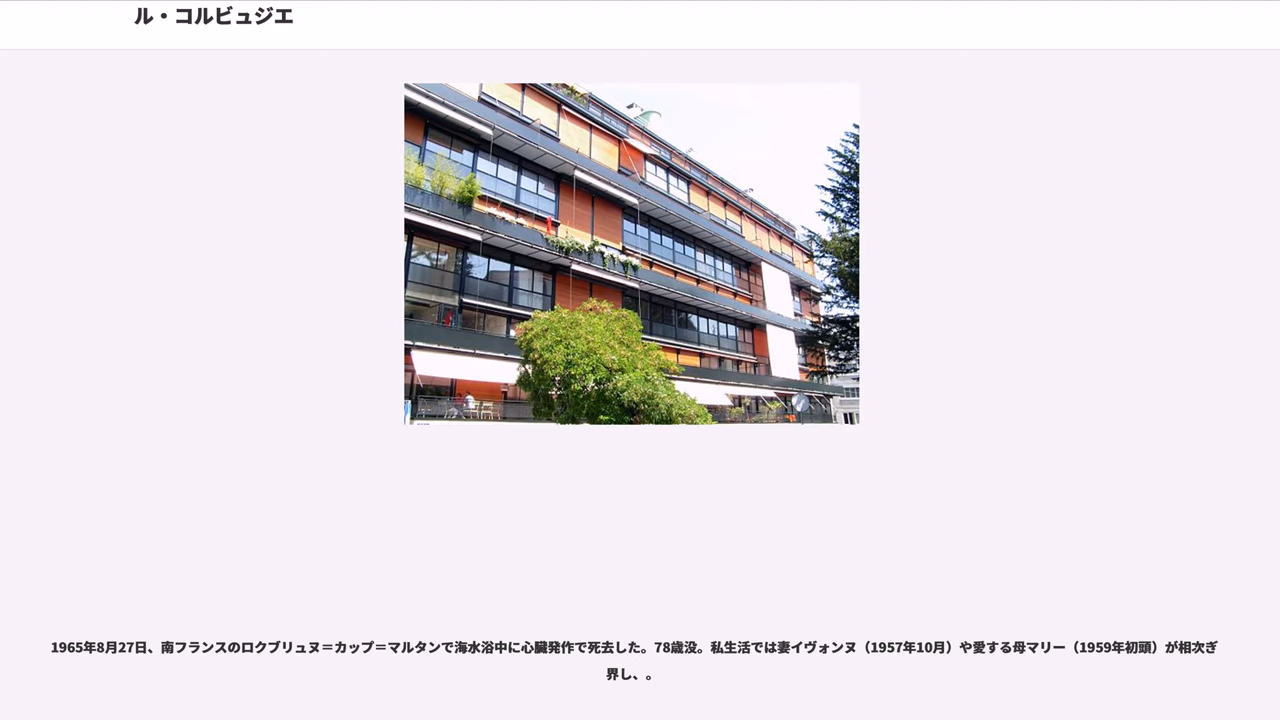 ル・コルビュジエ
1965年8月27日、南フランスのロクブリュヌ＝カップ＝マルタンで海水浴中に心臓発作で死去した。78歳没。私生活では妻イヴォンヌ（1957年10月）や愛する母マリー（1959年初頭）が相次ぎ
界し、。